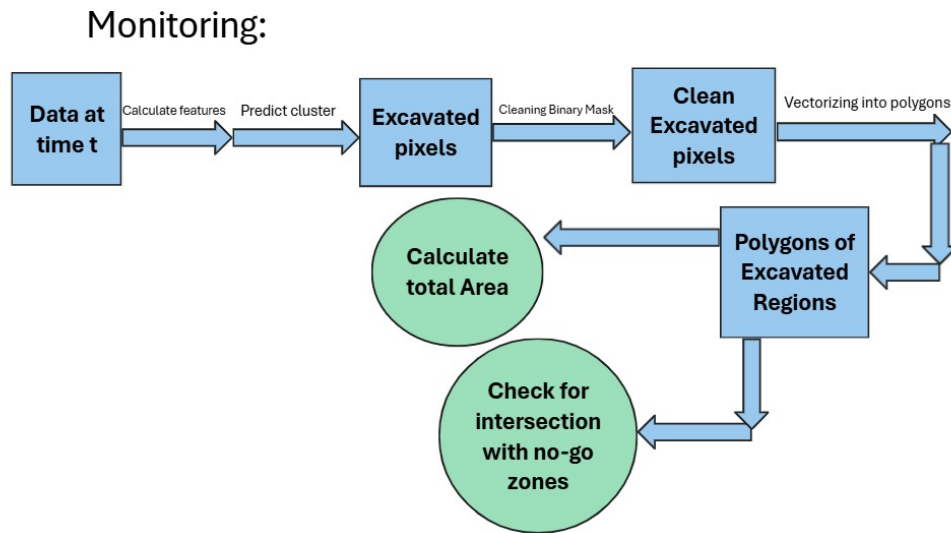 Monitoring:
Data at
time t
Calculate features
Predict cluster
Excavated
pixels
Cleaning Binary Mask
Clean
Excavated
pixels
Vectorizing into polygons
Polygons of
Excavated
Regions
Calculate
total Area
Check for
intersection
with no-go
zones